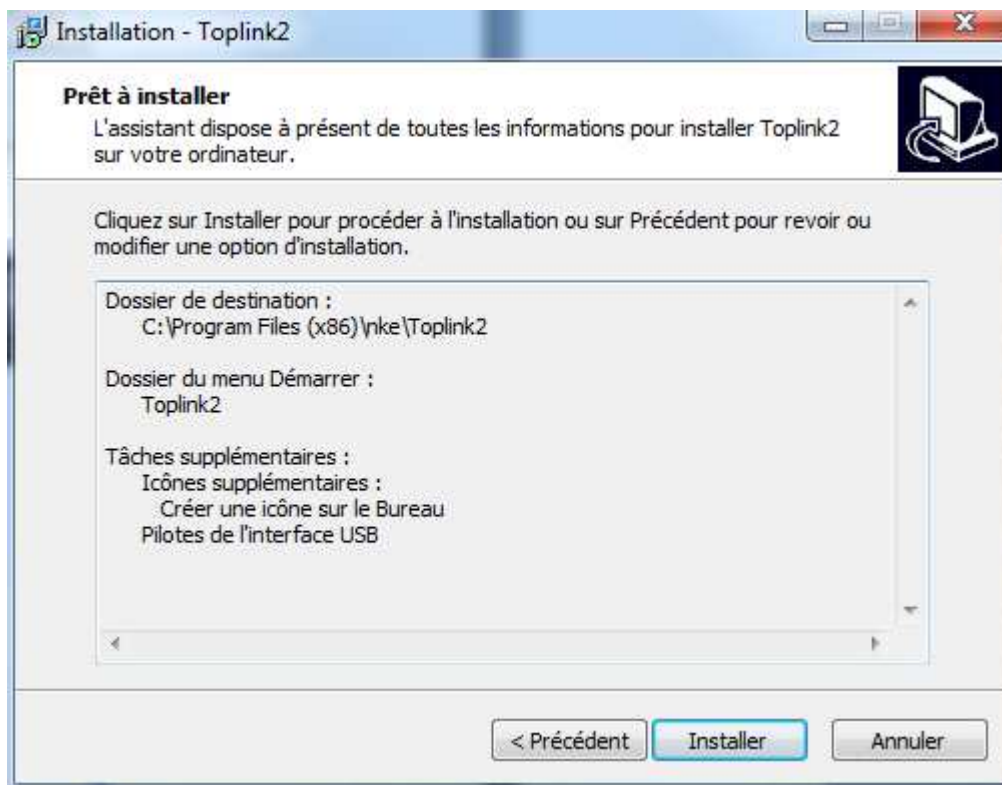 Installation - Toplink2
Prêt à installer
L'assistant dispose à présent de toutes les informations pour installer Toplink2
sur votre ordinateur.
Cliquez sur Installer pour procéder à l'installation ou sur Précédent pour revoir ou
modifier une option d'installation.
Dossier de destination :
C:\Program Files (x86)\nke\Toplink2
Dossier du menu Démarrer :
Toplink2
Tâches supplémentaires :
Icônes supplémentaires :
Créer une icône sur le Bureau
Pilotes de l'interface USB
< Précédent
Installer
Annuler